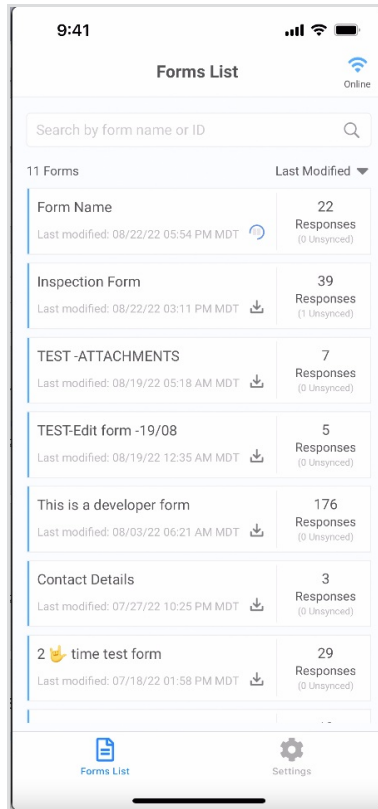 9:41
Forms List
Online
Search by form name or ID
11 Forms
Last Modified
Form Name
Last modified: 08/22/22 05:54 PM MDT
22
Responses
(0 Unsynced)
Inspection Form
Last modified: 08/22/22 03:11 PM MDT
39
Responses
(1 Unsynced)
TEST -ATTACHMENTS
Last modified: 08/19/22 05:18 AM MDT
7
Responses
(0 Unsynced)
TEST-Edit form -19/08
Last modified: 08/19/22 12:35 AM MDT
5
Responses
(0 Unsynced)
This is a developer form
Last modified: 08/03/22 06:21 AM MDT
176
Responses
(0 Unsynced)
Contact Details
Last modified: 07/27/22 10:25 PM MDT
3
Responses
(0 Unsynced)
2 🤟 time test form
Last modified: 07/18/22 01:58 PM MDT
29
Responses
(0 Unsynced)
Forms List
Settings